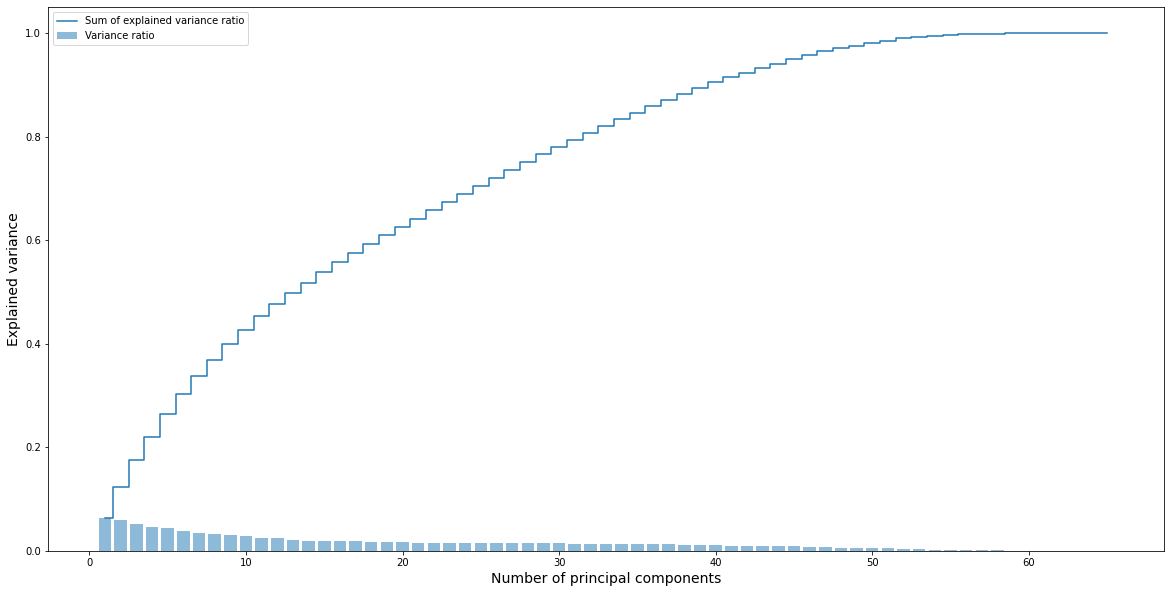 Sum of explained variance ratio
Variance ratio
1.0
0.8
0.6
0.4
0.2
0.0
Explained variance
0 10 20 30 40 50 60
Number of principal components